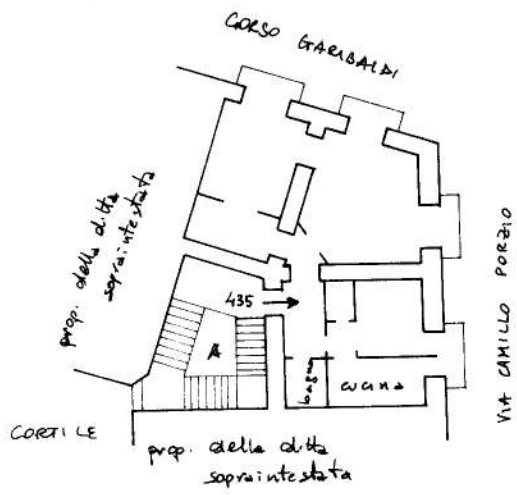 CORSO GARIBALDI
prop. della ditta
sopraintestata
435
A
bagno
cucina
VIA CAMILLO PORZIO
CORTILE
prop. della ditta
sopraintestata